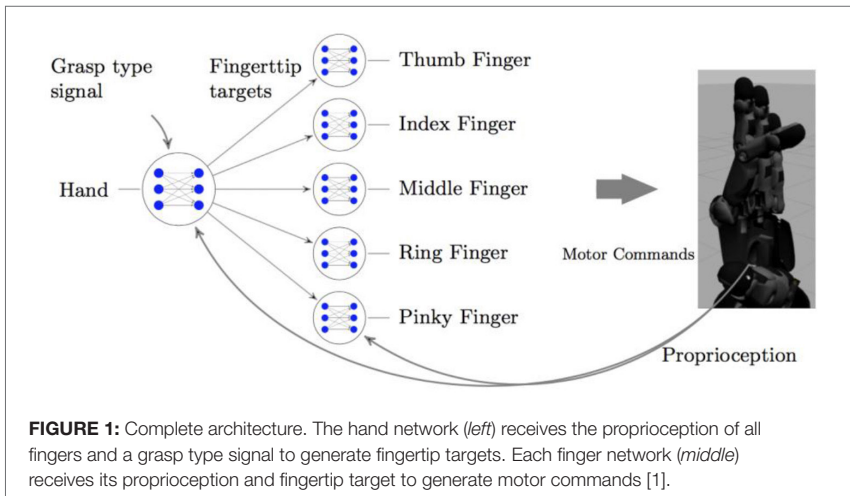 Grasp type
signal
Fingerttip
targets
Thumb Finger
Index Finger
Hand
Middle Finger
Ring Finger
Motor Commands
Pinky Finger
Proprioception
FIGURE 1: Complete architecture. The hand network (left) receives the proprioception of all
fingers and a grasp type signal to generate fingertip targets. Each finger network (middle)
receives its proprioception and fingertip target to generate motor commands [1].